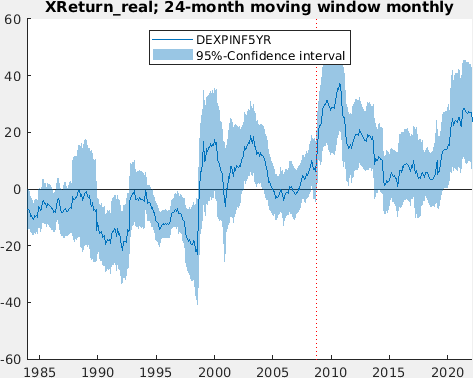 XReturn_real; 24-month moving window monthly
60
40
20
0
-20
-40
-60
DEXPINF5YR
95%-Confidence interval
1985 1990 1995 2000 2005 2010 2015 2020